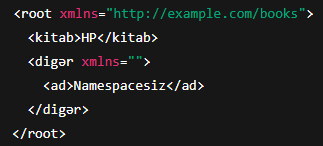 <root xmlns="http://example.com/books">
<kitab>HP</kitab>
<digər xmlns="">
<ad>Namespacesiz</ad>
</digər>
</root>